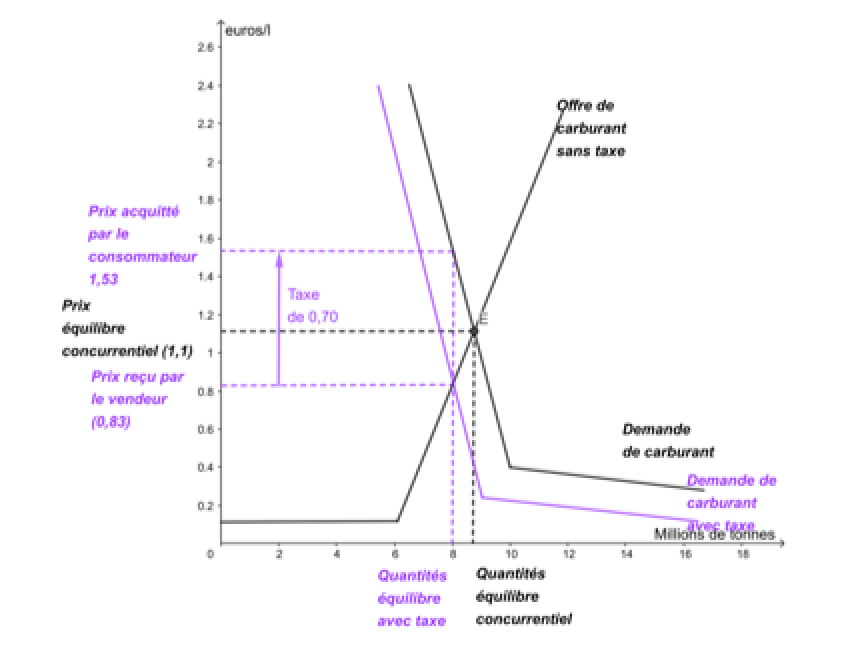 euros/l
2.6
2.4
2.2
2
1.8
1.6
1.4
1.2
1
0.8
0.6
0.4
0.2
Offre de
carburant
sans taxe
Prix acquitté
par le
consommateur
1,53
Taxe
de 0,70
E
Prix
équilibre
concurrentiel (1,1)
Prix reçu par
le vendeur
(0,83)
Demande
de carburant
Demande de
carburant
avec taxe
Millions de tonnes
0
2
4
6
8
10
12
14
16
18
Quantités
équilibre
avec taxe
Quantités
équilibre
concurrentiel